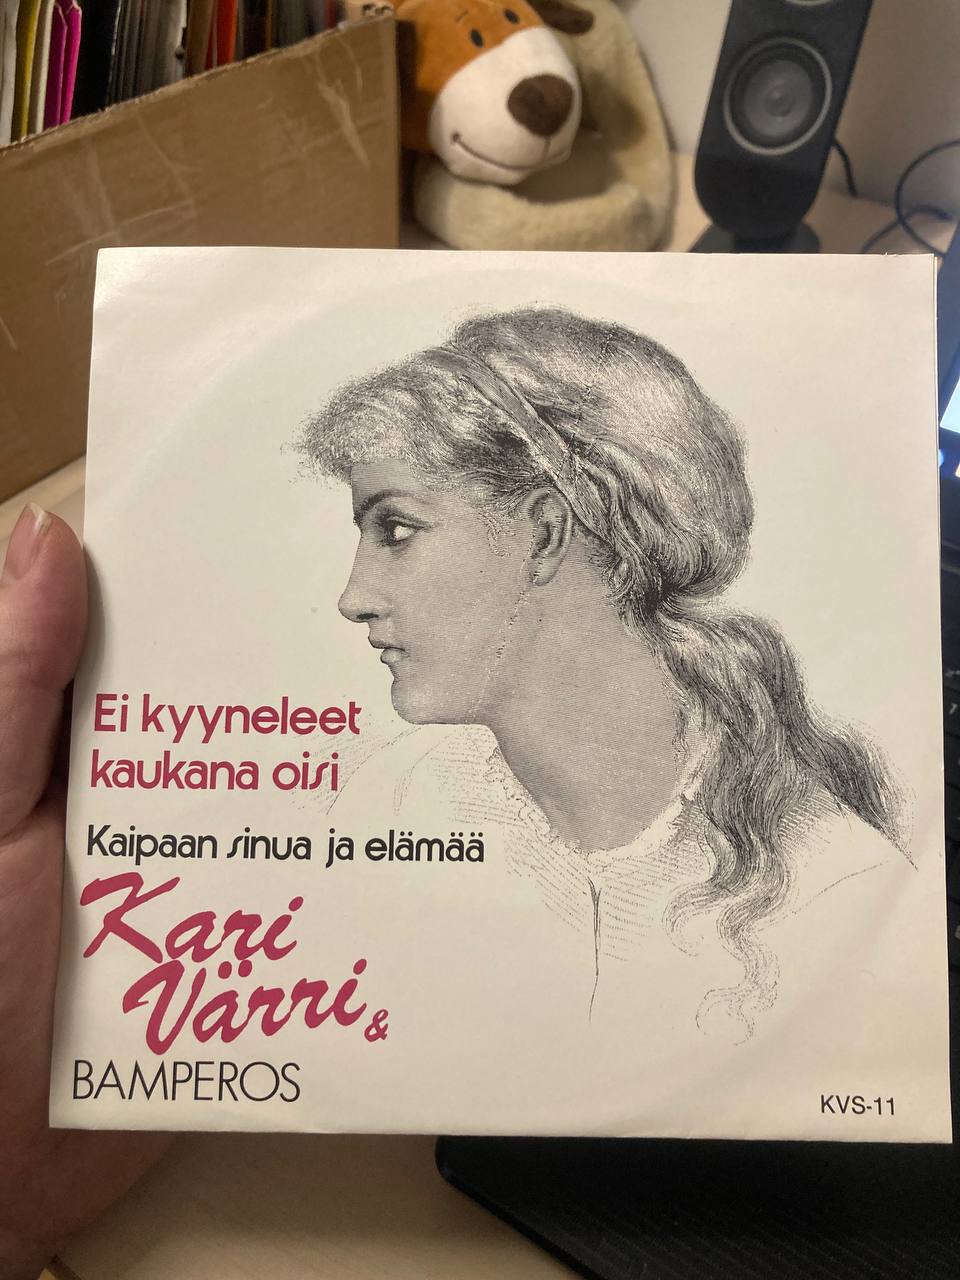 Ei kyyneleet
kaukana oisi
Kaipaan sinua ja elämää
Kari
Värri &
BAMPEROS
KVS-11